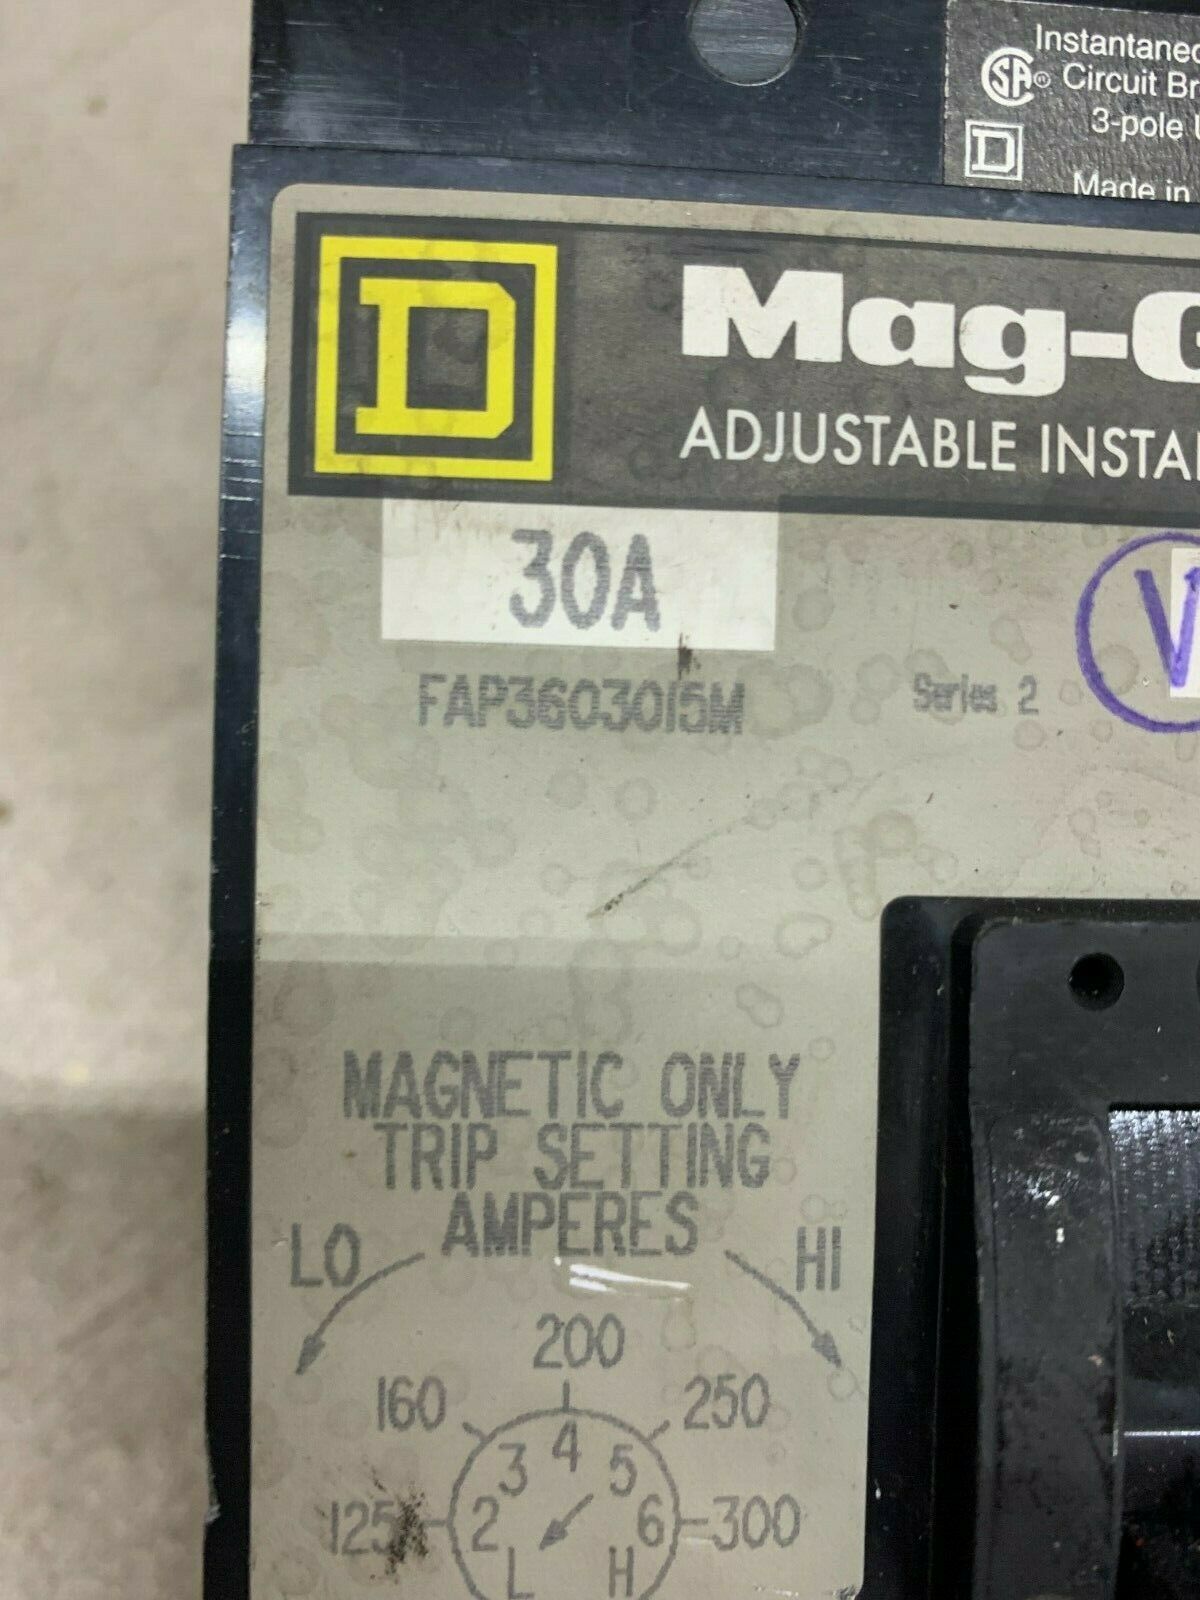 Instantaneo
SA® Circuit Br
3-pole
D
Made in
D
Mag-G
ADJUSTABLE INSTA
30A
FAP3603015M
Series 2
V
MAGNETIC ONLY
TRIP SETTING
AMPERES
LO
HI
200
160
250
4
3
5
125
2
6
300
L
H